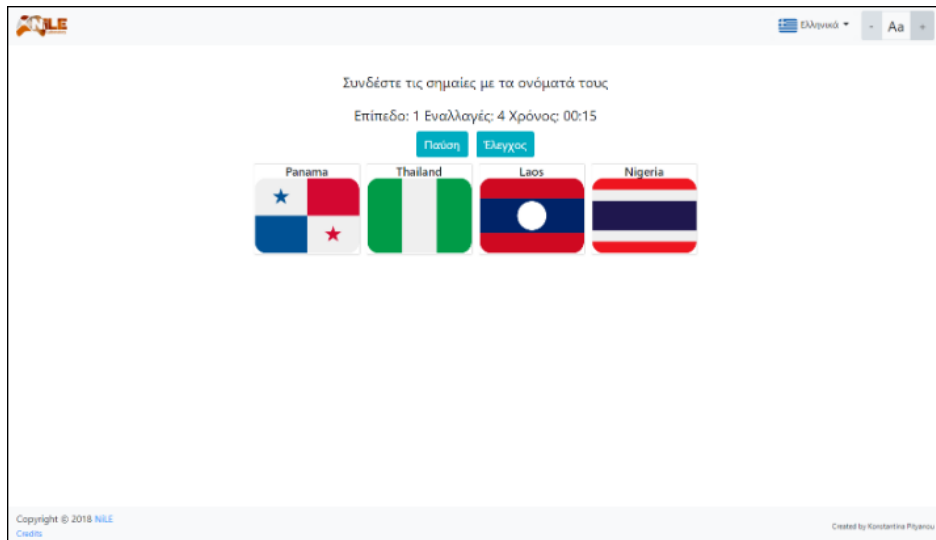 NiLE
Ελληνικά
- Aa +
Συνδέστε τις σημαίες με τα ονόματά τους
Επίπεδο: 1 Εναλλαγές: 4 Χρόνος: 00:15
Παύση Έλεγχος
Panama Thailand Laos Nigeria
Copyright © 2018 NiLE
Credits
Created by Konstantina Pityanou